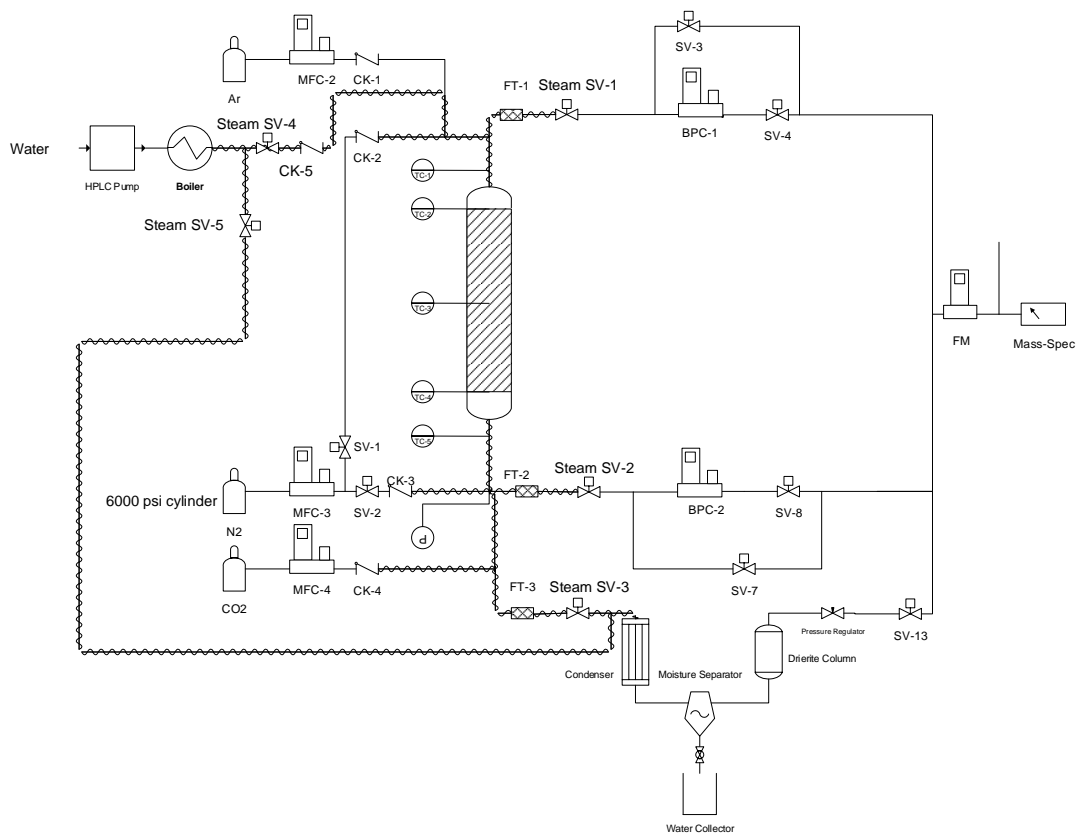 SV-3
FT-1
Steam SV-1
MFC-2
CK-1
Ar
BPC-1
SV-4
Steam SV-4
Water
CK-2
CK-5
HPLC Pump
Boiler
TC-1
TC-2
Steam SV-5
TC-3
FM
Mass-Spec
TC-4
TC-5
SV-1
Steam SV-2
FT-2
CK-3
6000 psi cylinder
MFC-3
SV-2
BPC-2
SV-8
N2
P
FT-3
Steam SV-3
SV-7
CO2
MFC-4
CK-4
Pressure Regulator
SV-13
Drierite Column
Condenser
Moisture Separator
Water Collector